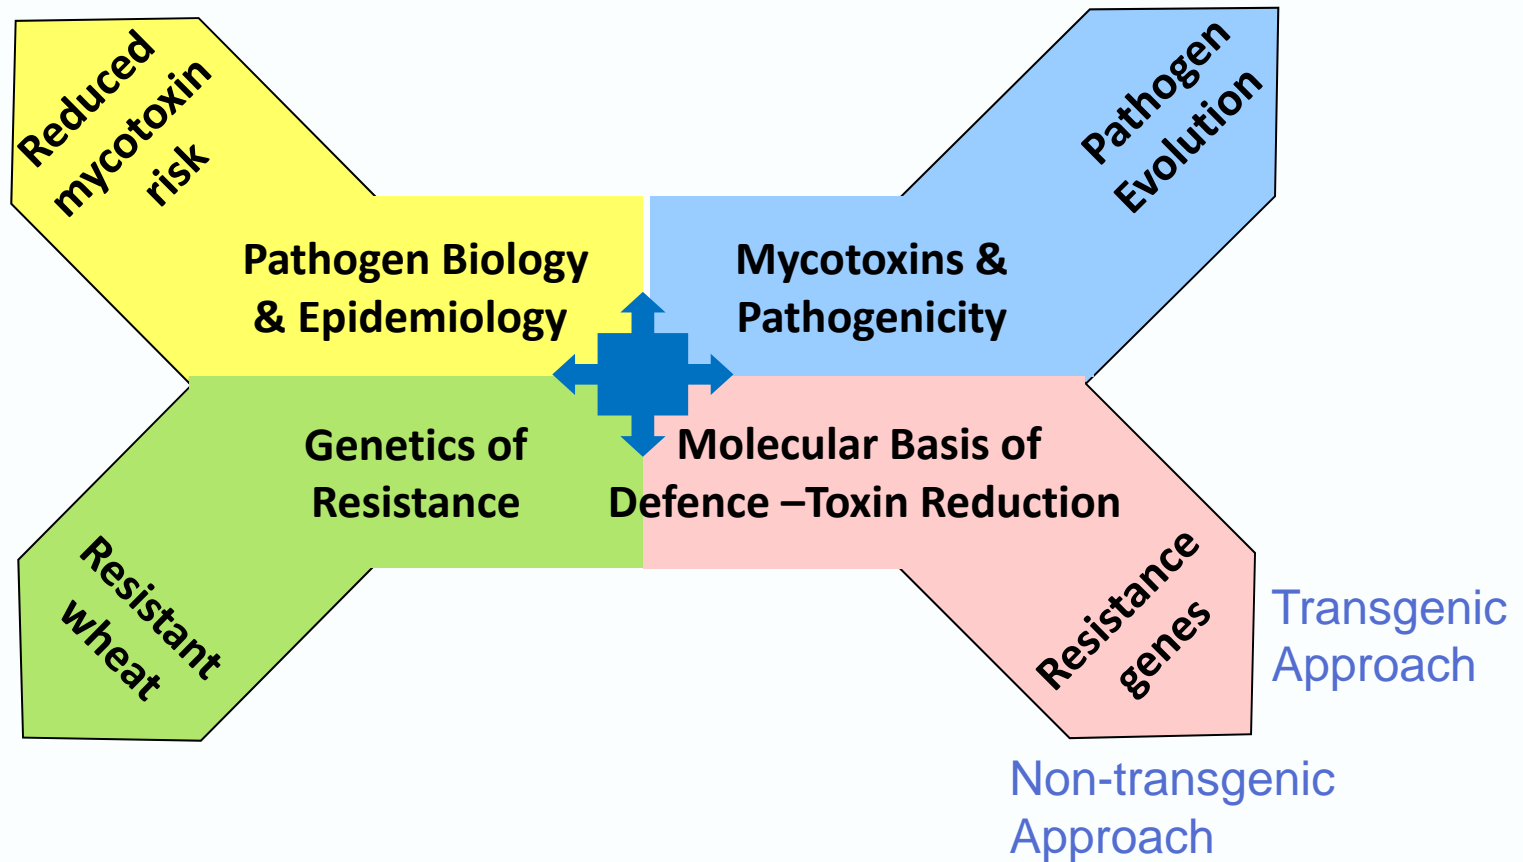 Reduced
mycotoxin
risk
Pathogen
Evolution
Pathogen Biology
& Epidemiology
Mycotoxins &
Pathogenicity
Genetics of
Resistance
Molecular Basis of
Defence –Toxin Reduction
Resistant
wheat
Resistance
genes
Transgenic
Approach
Non-transgenic
Approach